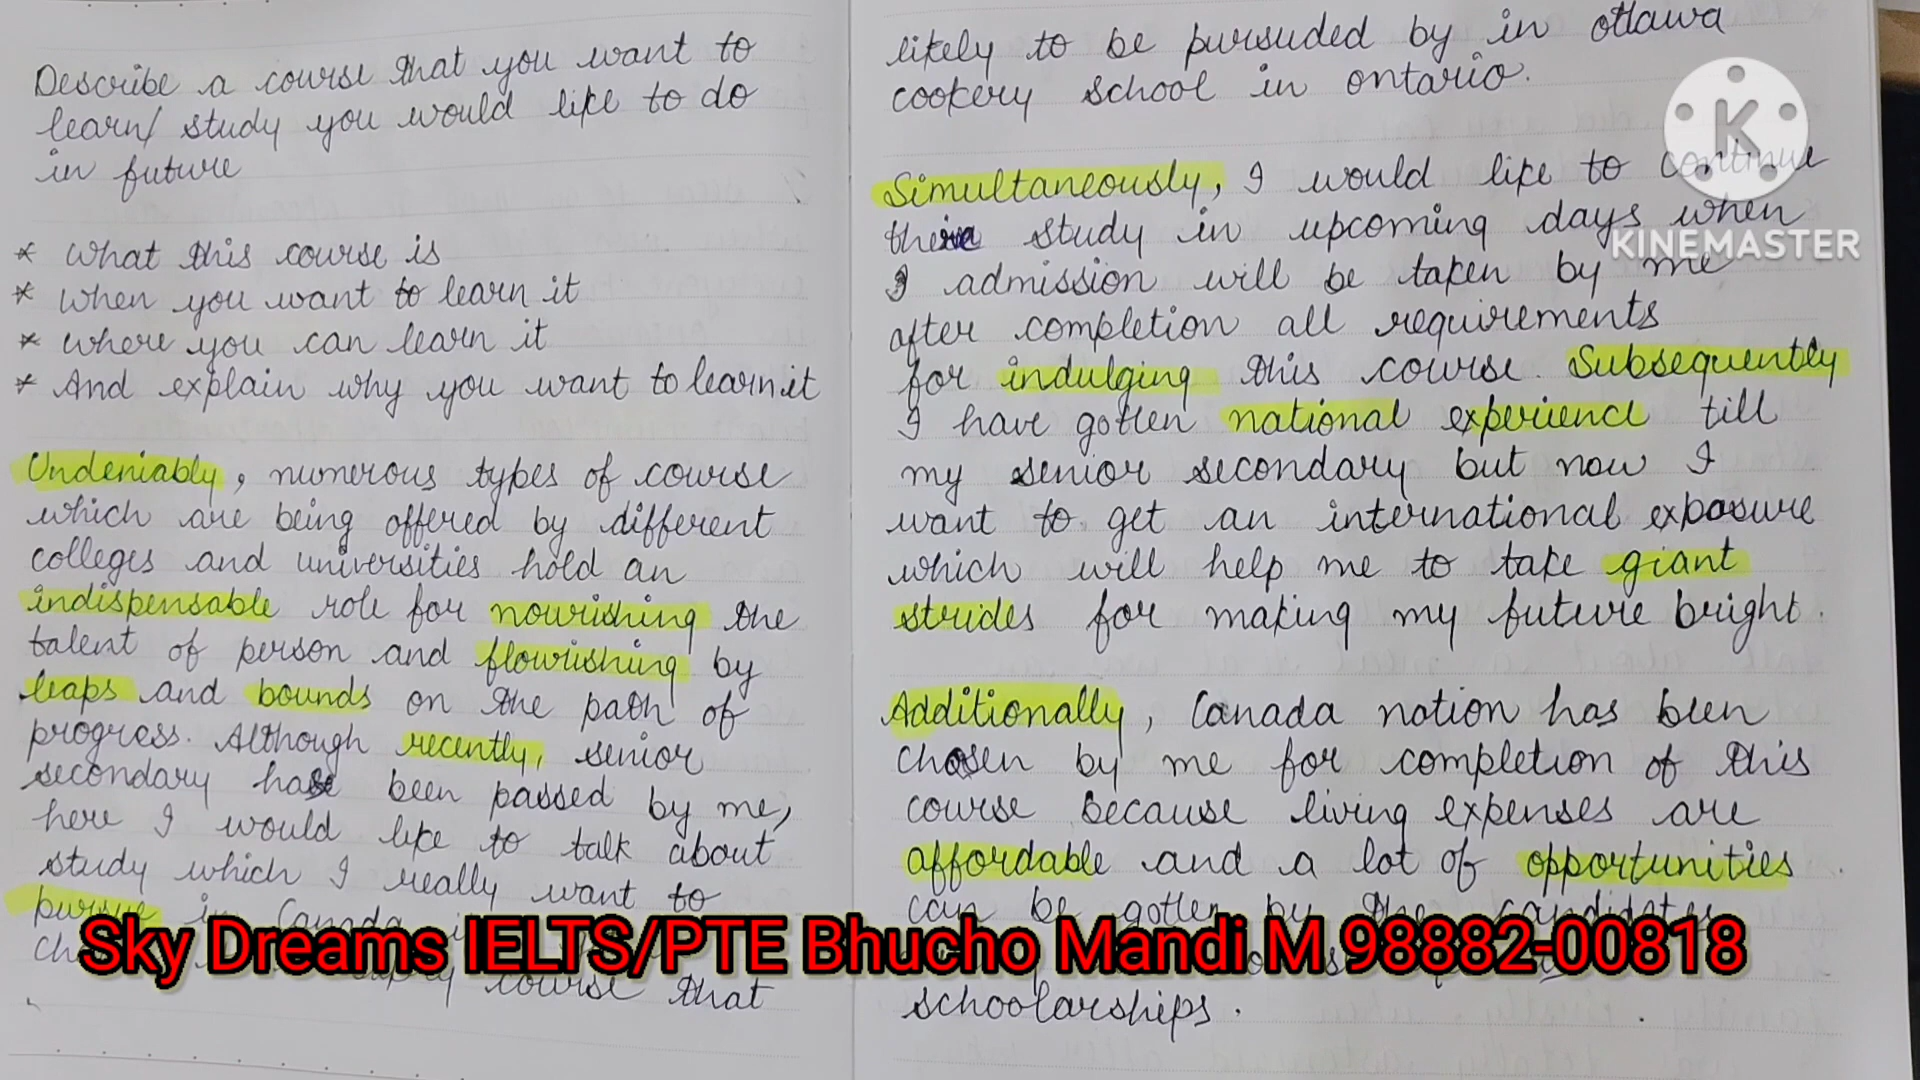 Describe a course that you want to
learn/ study you would like to do
in future
* What this course is
* When you want to learn it
* where you can learn it
* And explain why you want to learn it
Undeniably, numerous types of course
which are being offered by different
colleges and universities hold an
indispensable role for nourishing the
talent of person and flourishing by
leaps and bounds on the path of
progress. Although recently, senior
secondary has been passed by me,
here I would like to talk about
study which I really want to
pursue in Canada
course that
likely to be pursuded by in ottawa
cookery school in ontario.
Simultaneously, I would like to continue
study in upcoming days when
admission will be taken by me
after completion all requirements
for indulging this course. Subsequently
I have gotten national experience till
my senior secondary but now I
want to get an international exposure
which will help me to take giant
strides for making my future bright.
Additionally, Canada nation has been
chosen by me for completion of this
course because living expenses are
affordable and a lot of opportunities
can be gotten by the candidates
schoolarships.
K
KINEMASTER
Sky Dreams IELTS/PTE Bhucho Mandi M 98882-00818